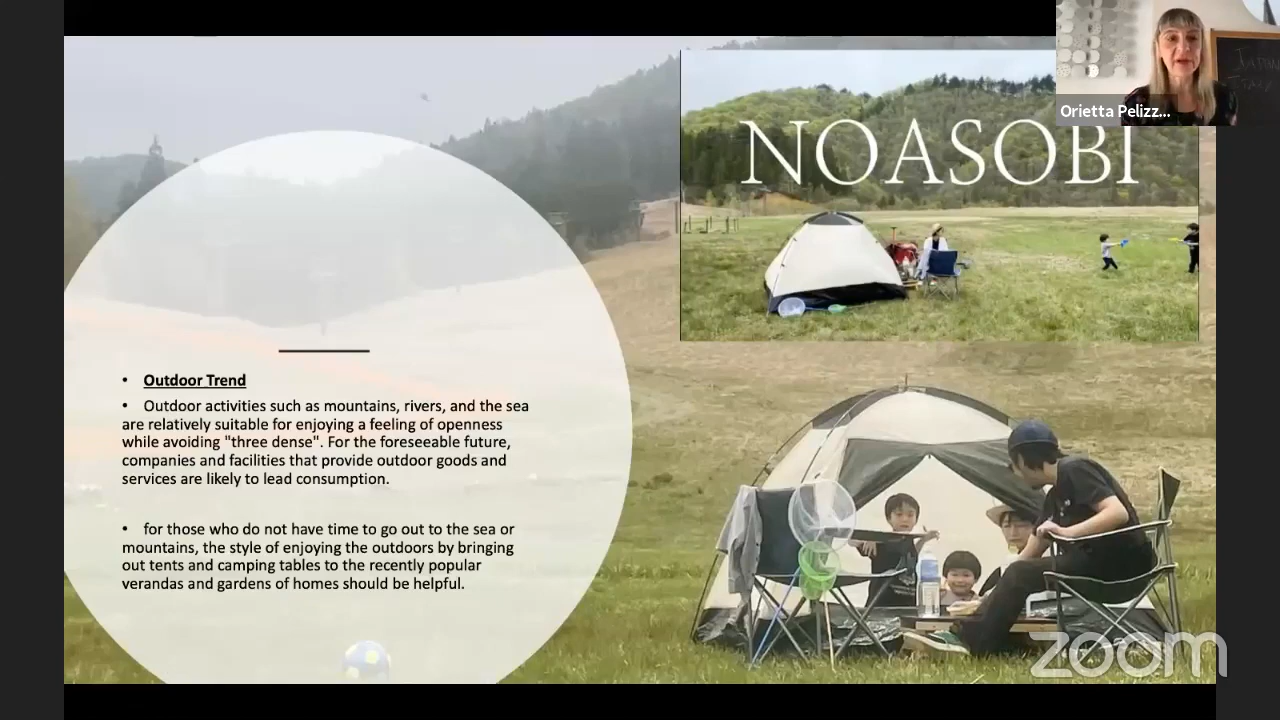 Orietta Pelizz...
NOASOBI
• Outdoor Trend
• Outdoor activities such as mountains, rivers, and the sea
are relatively suitable for enjoying a feeling of openness
while avoiding "three dense". For the foreseeable future,
companies and facilities that provide outdoor goods and
services are likely to lead consumption.
• for those who do not have time to go out to the sea or
mountains, the style of enjoying the outdoors by bringing
out tents and camping tables to the recently popular
verandas and gardens of homes should be helpful.
zoom